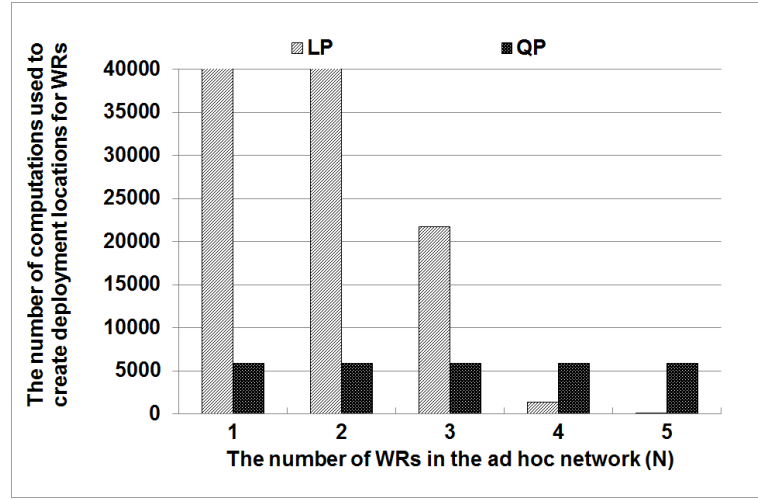 LP QP
The number of computations used to
create deployment locations for WRs
40000
35000
30000
25000
20000
15000
10000
5000
0
1 2 3 4 5
The number of WRs in the ad hoc network (N)